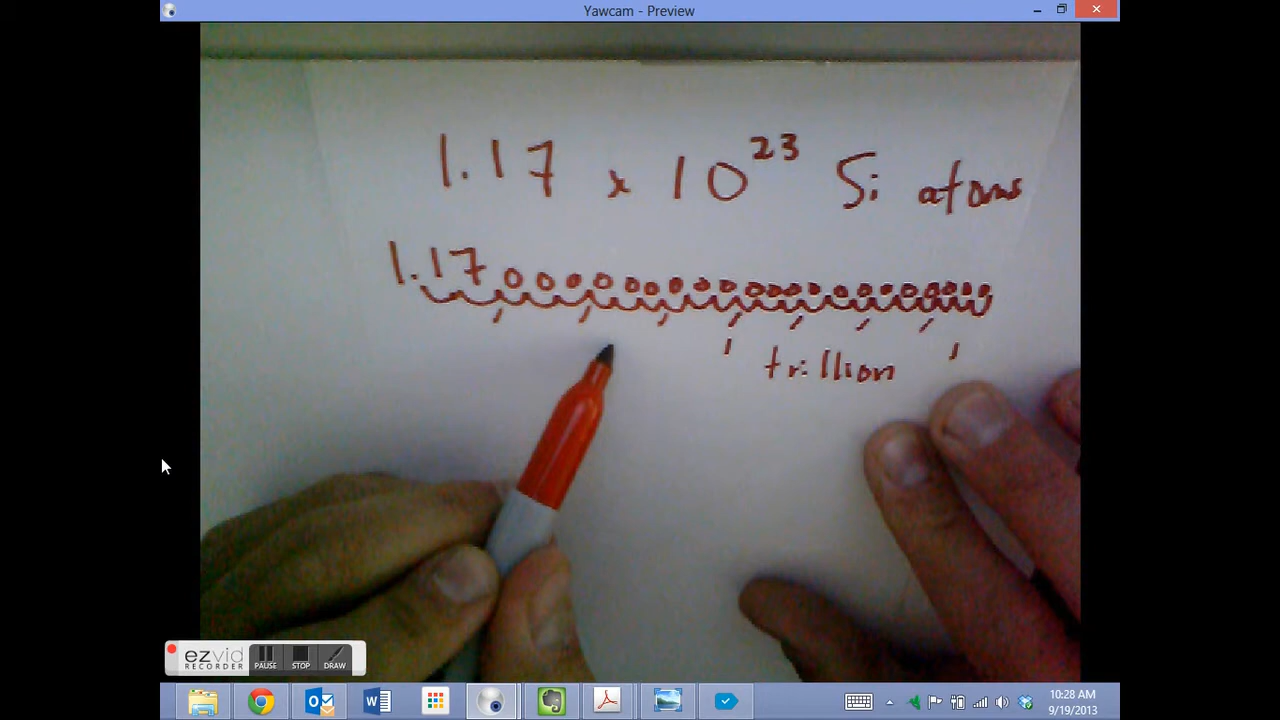 Yawcam - Preview
1.17 x 10²³ Si atoms
1.17000000000000000000000
trillion
ezvid
RECORDER
PAUSE
STOP
DRAW
10:28 AM
9/19/2013